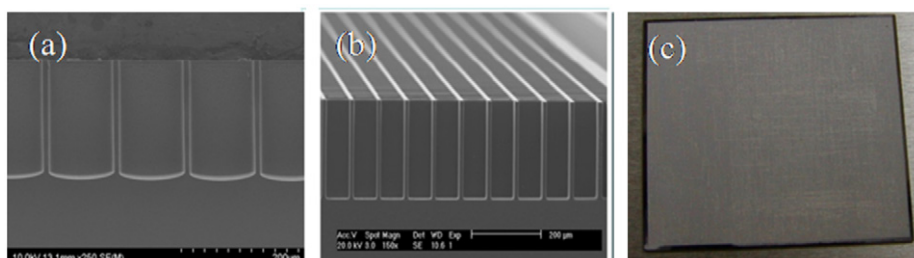 (a)
(b)
(c)
10.0kV 13.1mm x250 SE(M) 200um
Acc.V Spot Magn Det WD Exp
20.0 kV 3.0 150x SE 10.6 1 200 µm